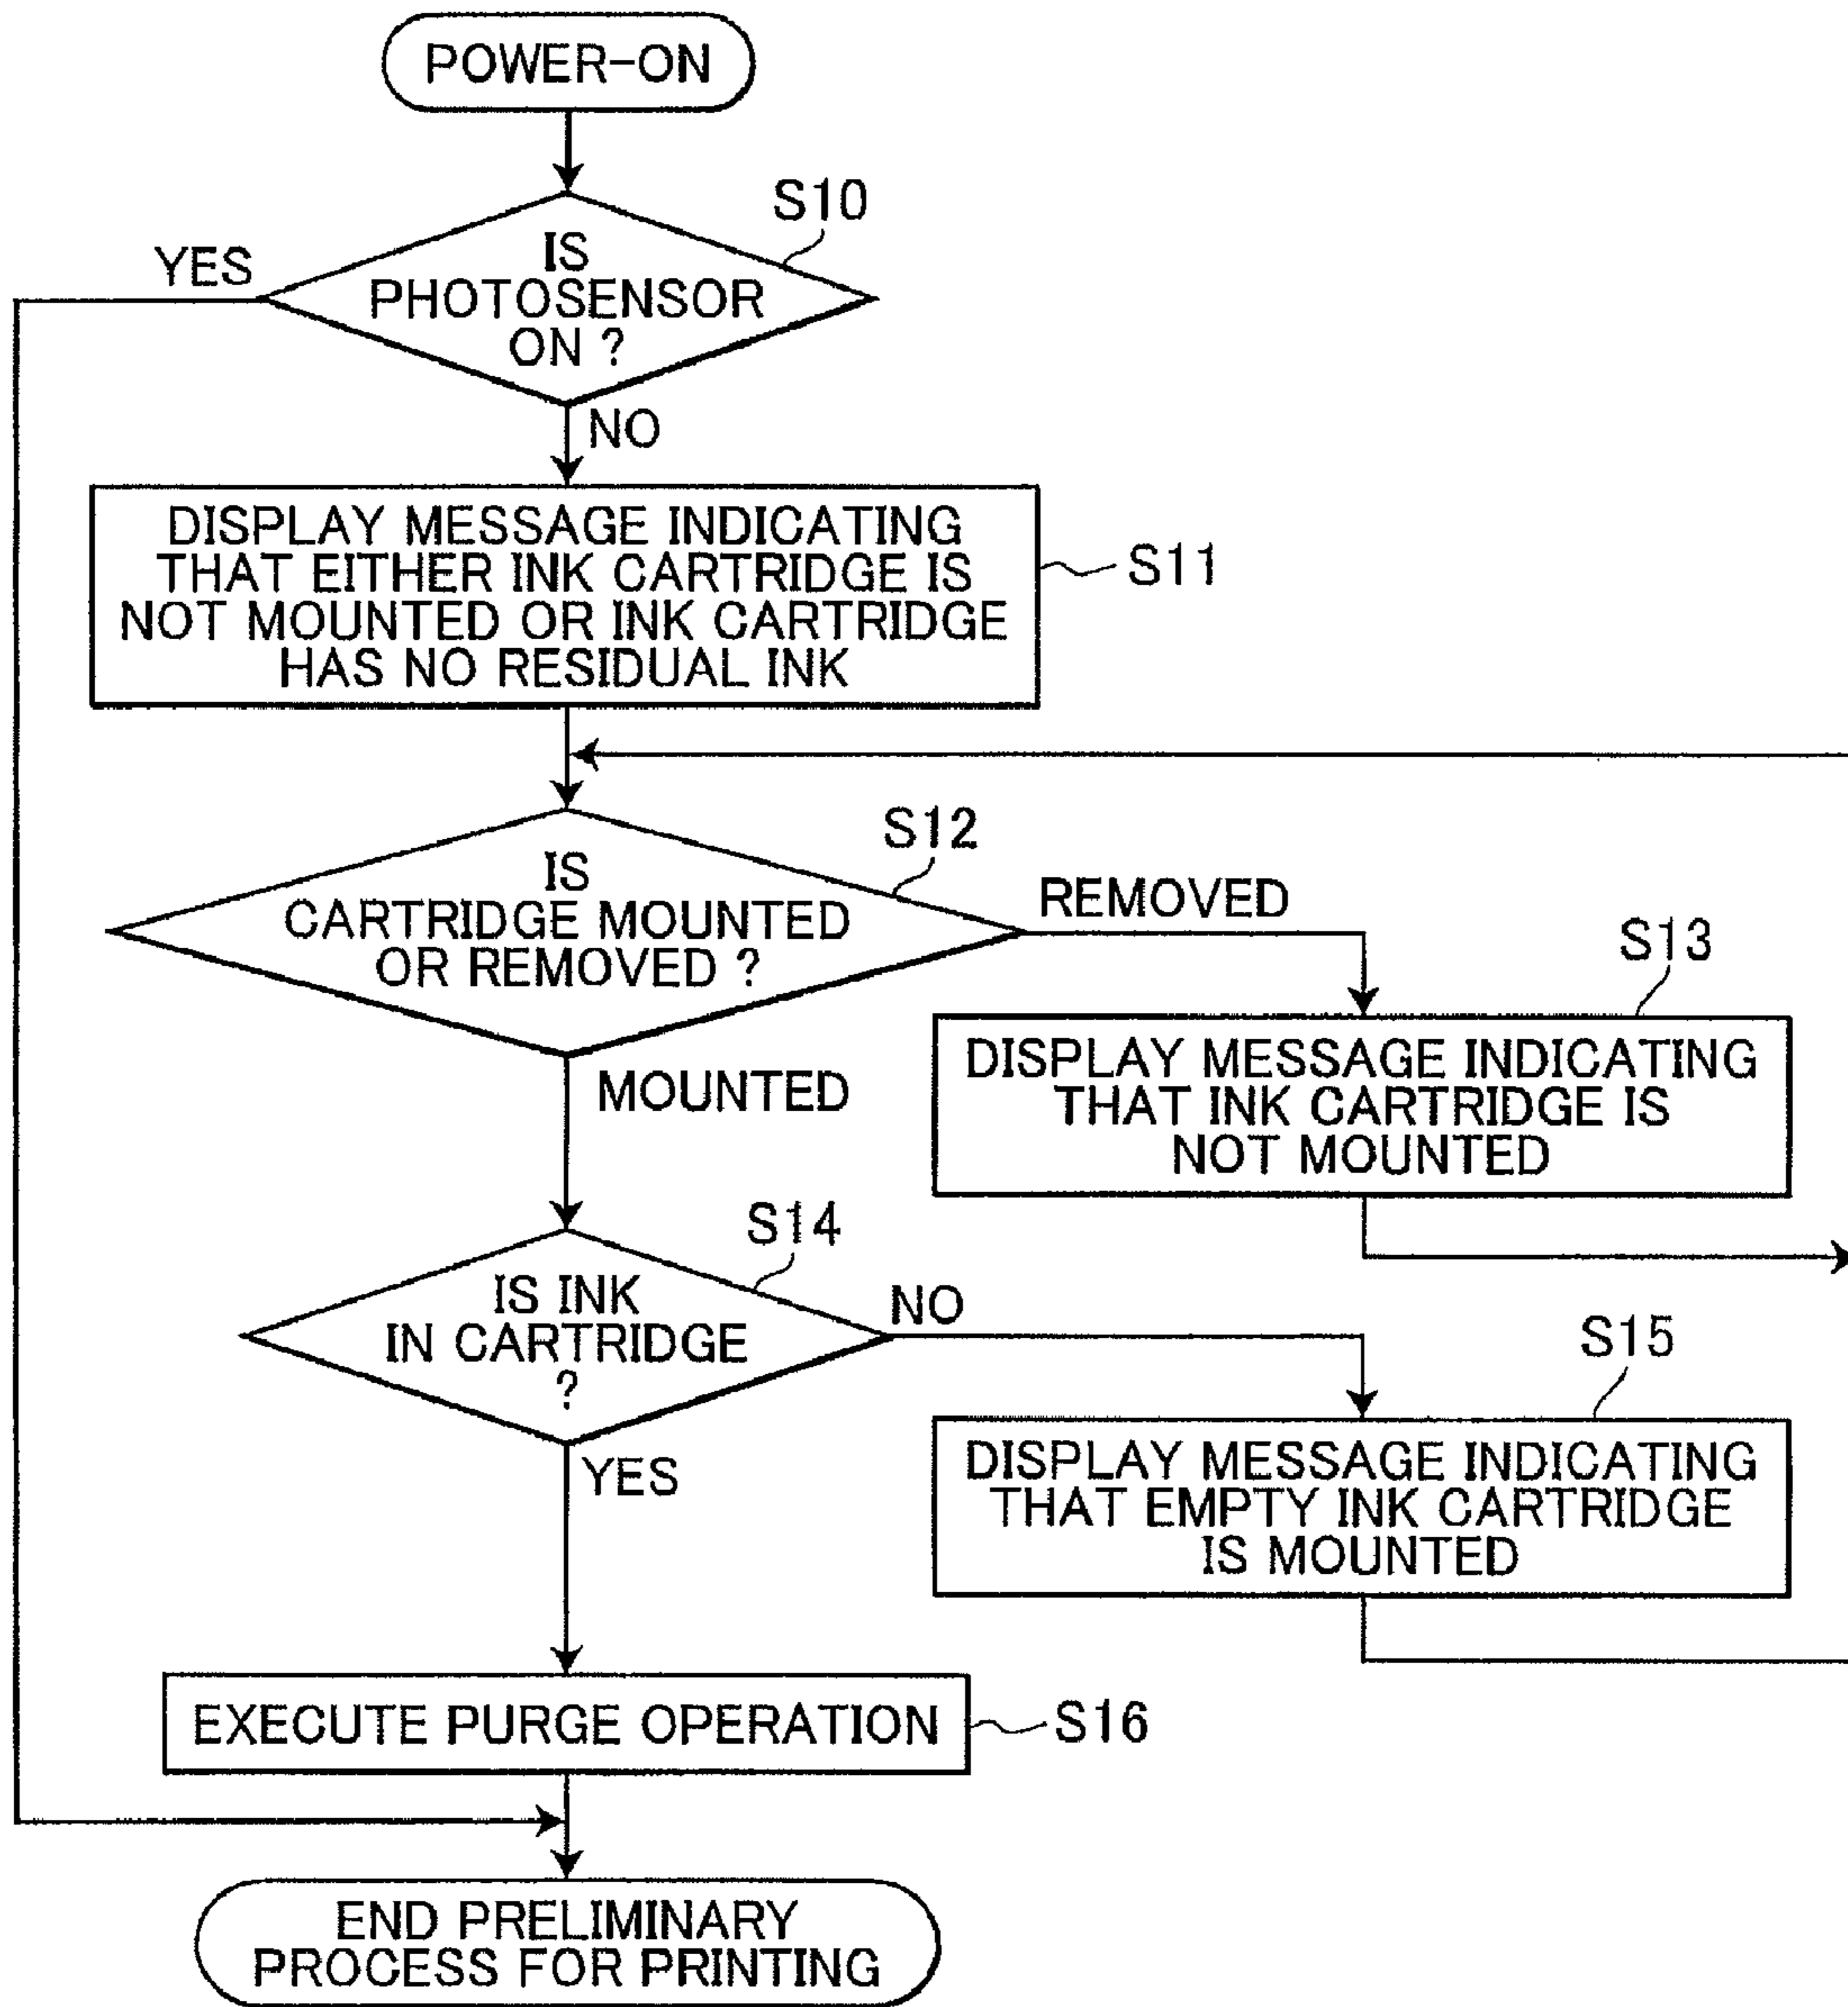 POWER-ON
S10
YES
IS
PHOTOSENSOR
ON ?
NO
DISPLAY MESSAGE INDICATING
THAT EITHER INK CARTRIDGE IS
NOT MOUNTED OR INK CARTRIDGE
HAS NO RESIDUAL INK
S11
S12
IS
CARTRIDGE MOUNTED
OR REMOVED ?
REMOVED
S13
MOUNTED
DISPLAY MESSAGE INDICATING
THAT INK CARTRIDGE IS
NOT MOUNTED
S14
IS INK
IN CARTRIDGE
?
NO
S15
YES
DISPLAY MESSAGE INDICATING
THAT EMPTY INK CARTRIDGE
IS MOUNTED
EXECUTE PURGE OPERATION
S16
END PRELIMINARY
PROCESS FOR PRINTING